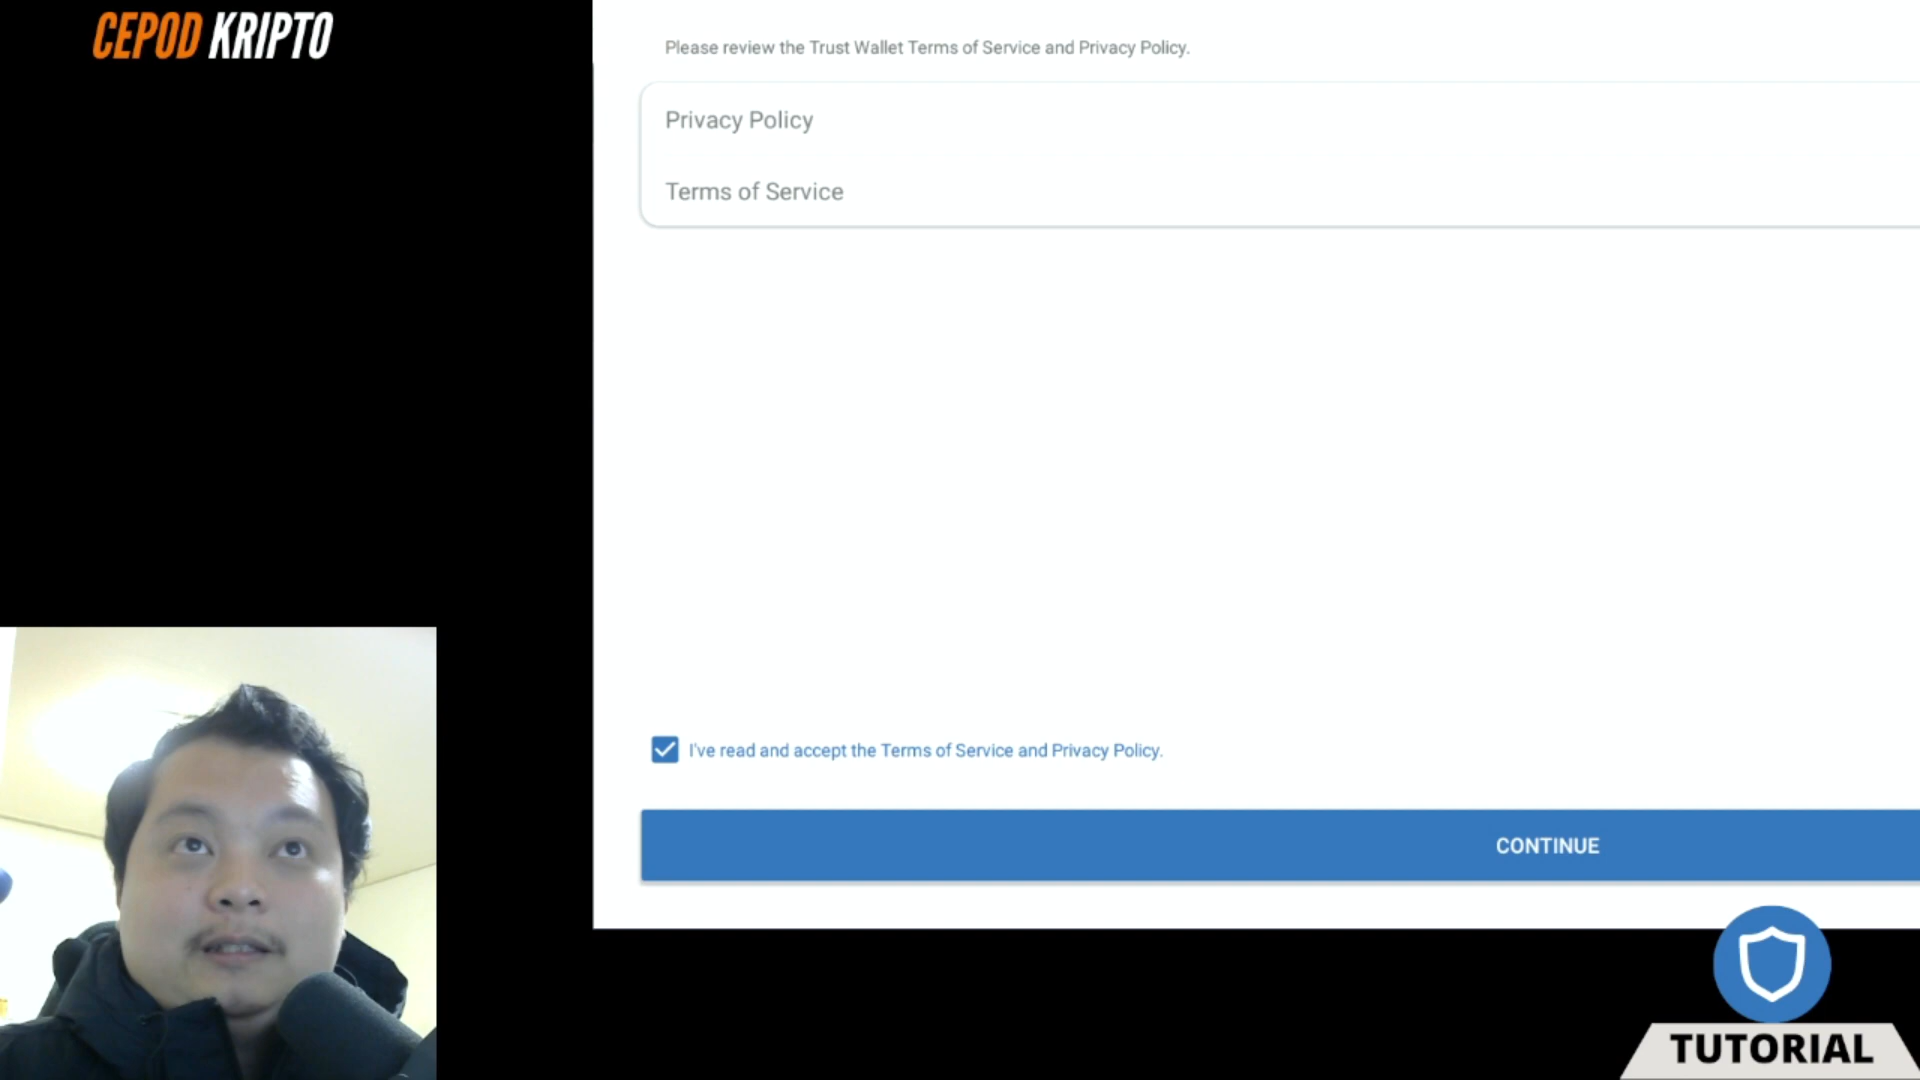 CEPOD KRIPTO
Please review the Trust Wallet Terms of Service and Privacy Policy.
Privacy Policy
Terms of Service
I've read and accept the Terms of Service and Privacy Policy.
CONTINUE
TUTORIAL